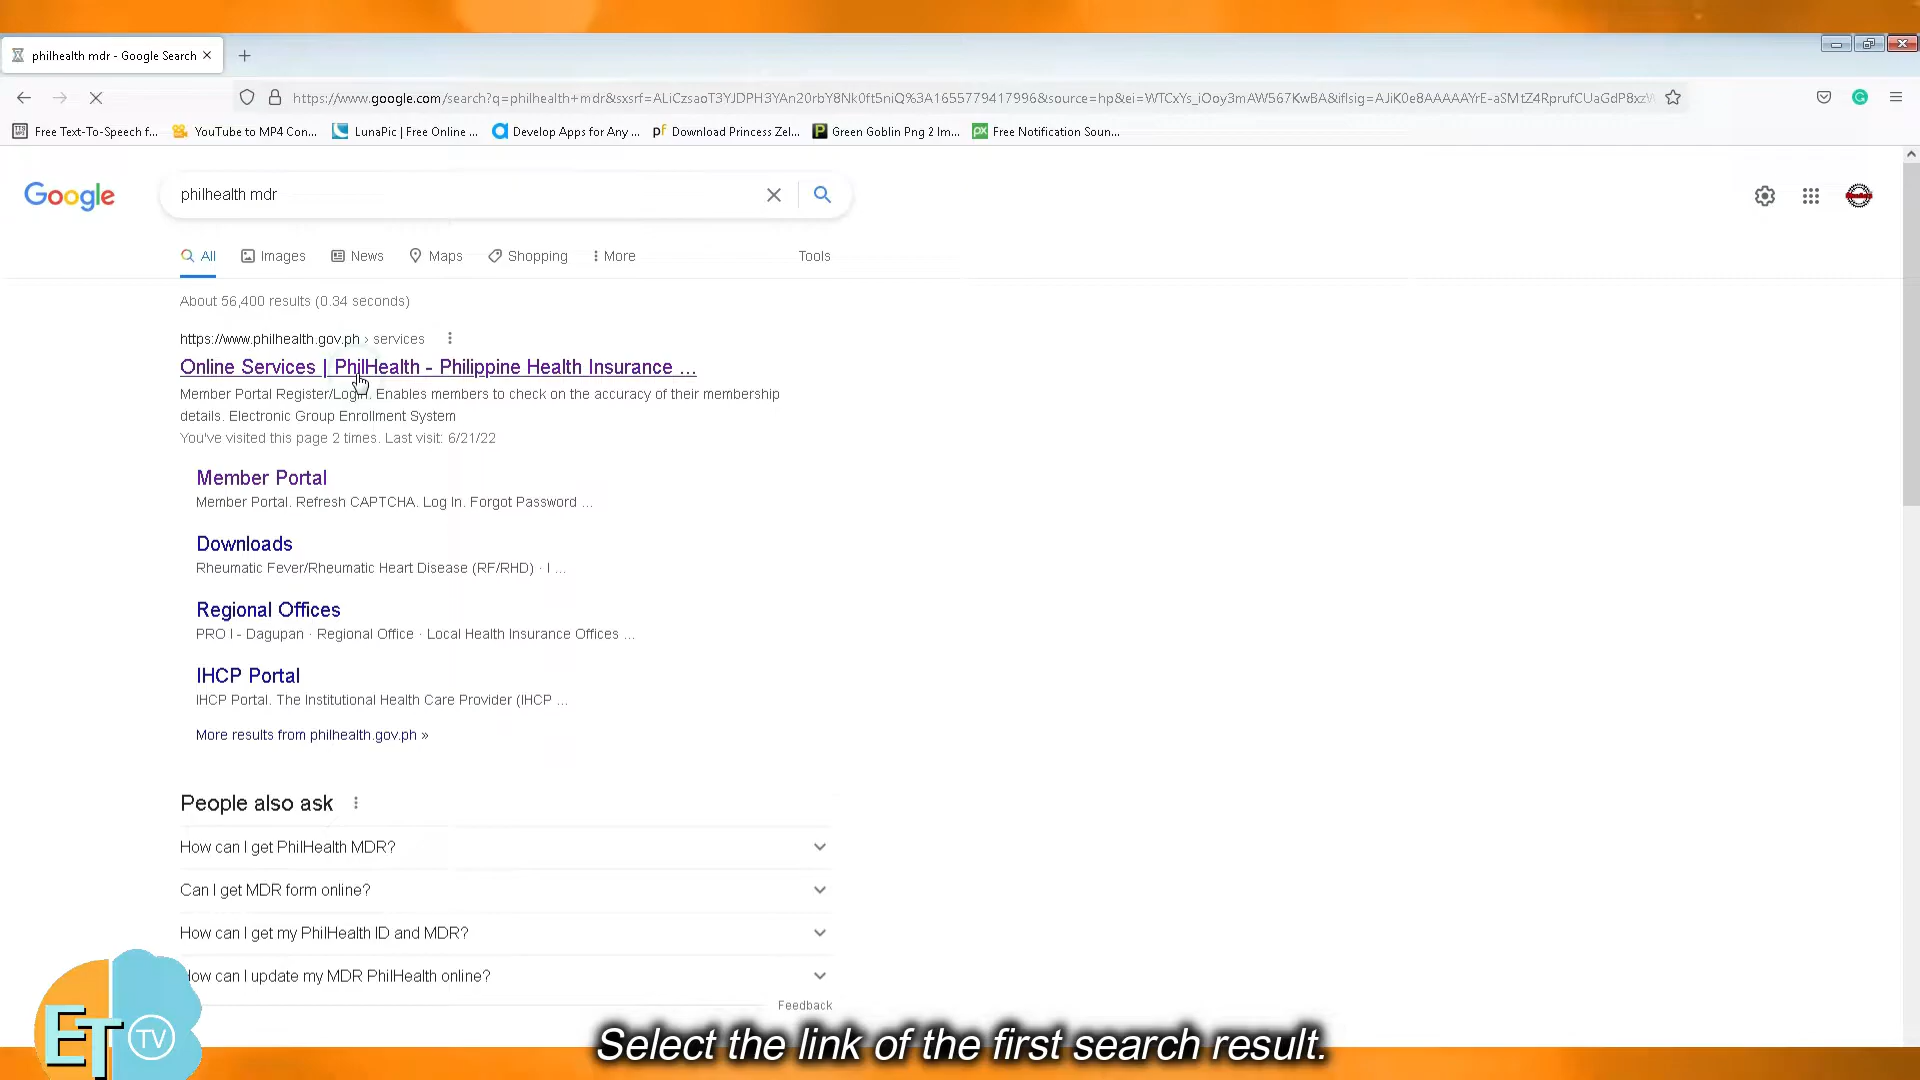 philhealth mdr - Google Search
https://www.google.com/search?q=philhealth+mdr&sxsrf=ALiCzsaoT3YJDPH3YAn20rbY8Nk0ft5niQ%3A1655779417996&source=hp&ei=WTCxYs_iOoy3mAW567KwBA&iflsig=AJiK0e8AAAAAYrE-aSMtZ4RprufCUaGdP8xzV
Free Text-To-Speech f...
YouTube to MP4 Con...
LunaPic | Free Online ...
Develop Apps for Any ...
Download Princess Zel...
Green Goblin Png 2 Im...
Free Notification Soun...
Google
philhealth mdr
All Images News Maps Shopping More Tools
About 56,400 results (0.34 seconds)
https://www.philhealth.gov.ph › services
Online Services | PhilHealth - Philippine Health Insurance ...
Member Portal Register/Login. Enables members to check on the accuracy of their membership
details. Electronic Group Enrollment System
You've visited this page 2 times. Last visit: 6/21/22
Member Portal
Member Portal. Refresh CAPTCHA. Log In. Forgot Password ...
Downloads
Rheumatic Fever/Rheumatic Heart Disease (RF/RHD) · I ...
Regional Offices
PRO I - Dagupan · Regional Office · Local Health Insurance Offices ...
IHCP Portal
IHCP Portal. The Institutional Health Care Provider (IHCP ...
More results from philhealth.gov.ph »
People also ask
How can I get PhilHealth MDR?
Can I get MDR form online?
How can I get my PhilHealth ID and MDR?
How can I update my MDR PhilHealth online?
Feedback
ET TV
Select the link of the first search result.